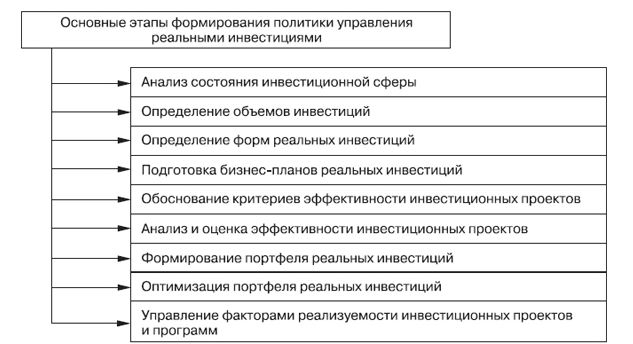 Основные этапы формирования политики управления
реальными инвестициями
Анализ состояния инвестиционной сферы
Определение объемов инвестиций
Определение форм реальных инвестиций
Подготовка бизнес-планов реальных инвестиций
Обоснование критериев эффективности инвестиционных проектов
Анализ и оценка эффективности инвестиционных проектов
Формирование портфеля реальных инвестиций
Оптимизация портфеля реальных инвестиций
Управление факторами реализуемости инвестиционных проектов
и программ